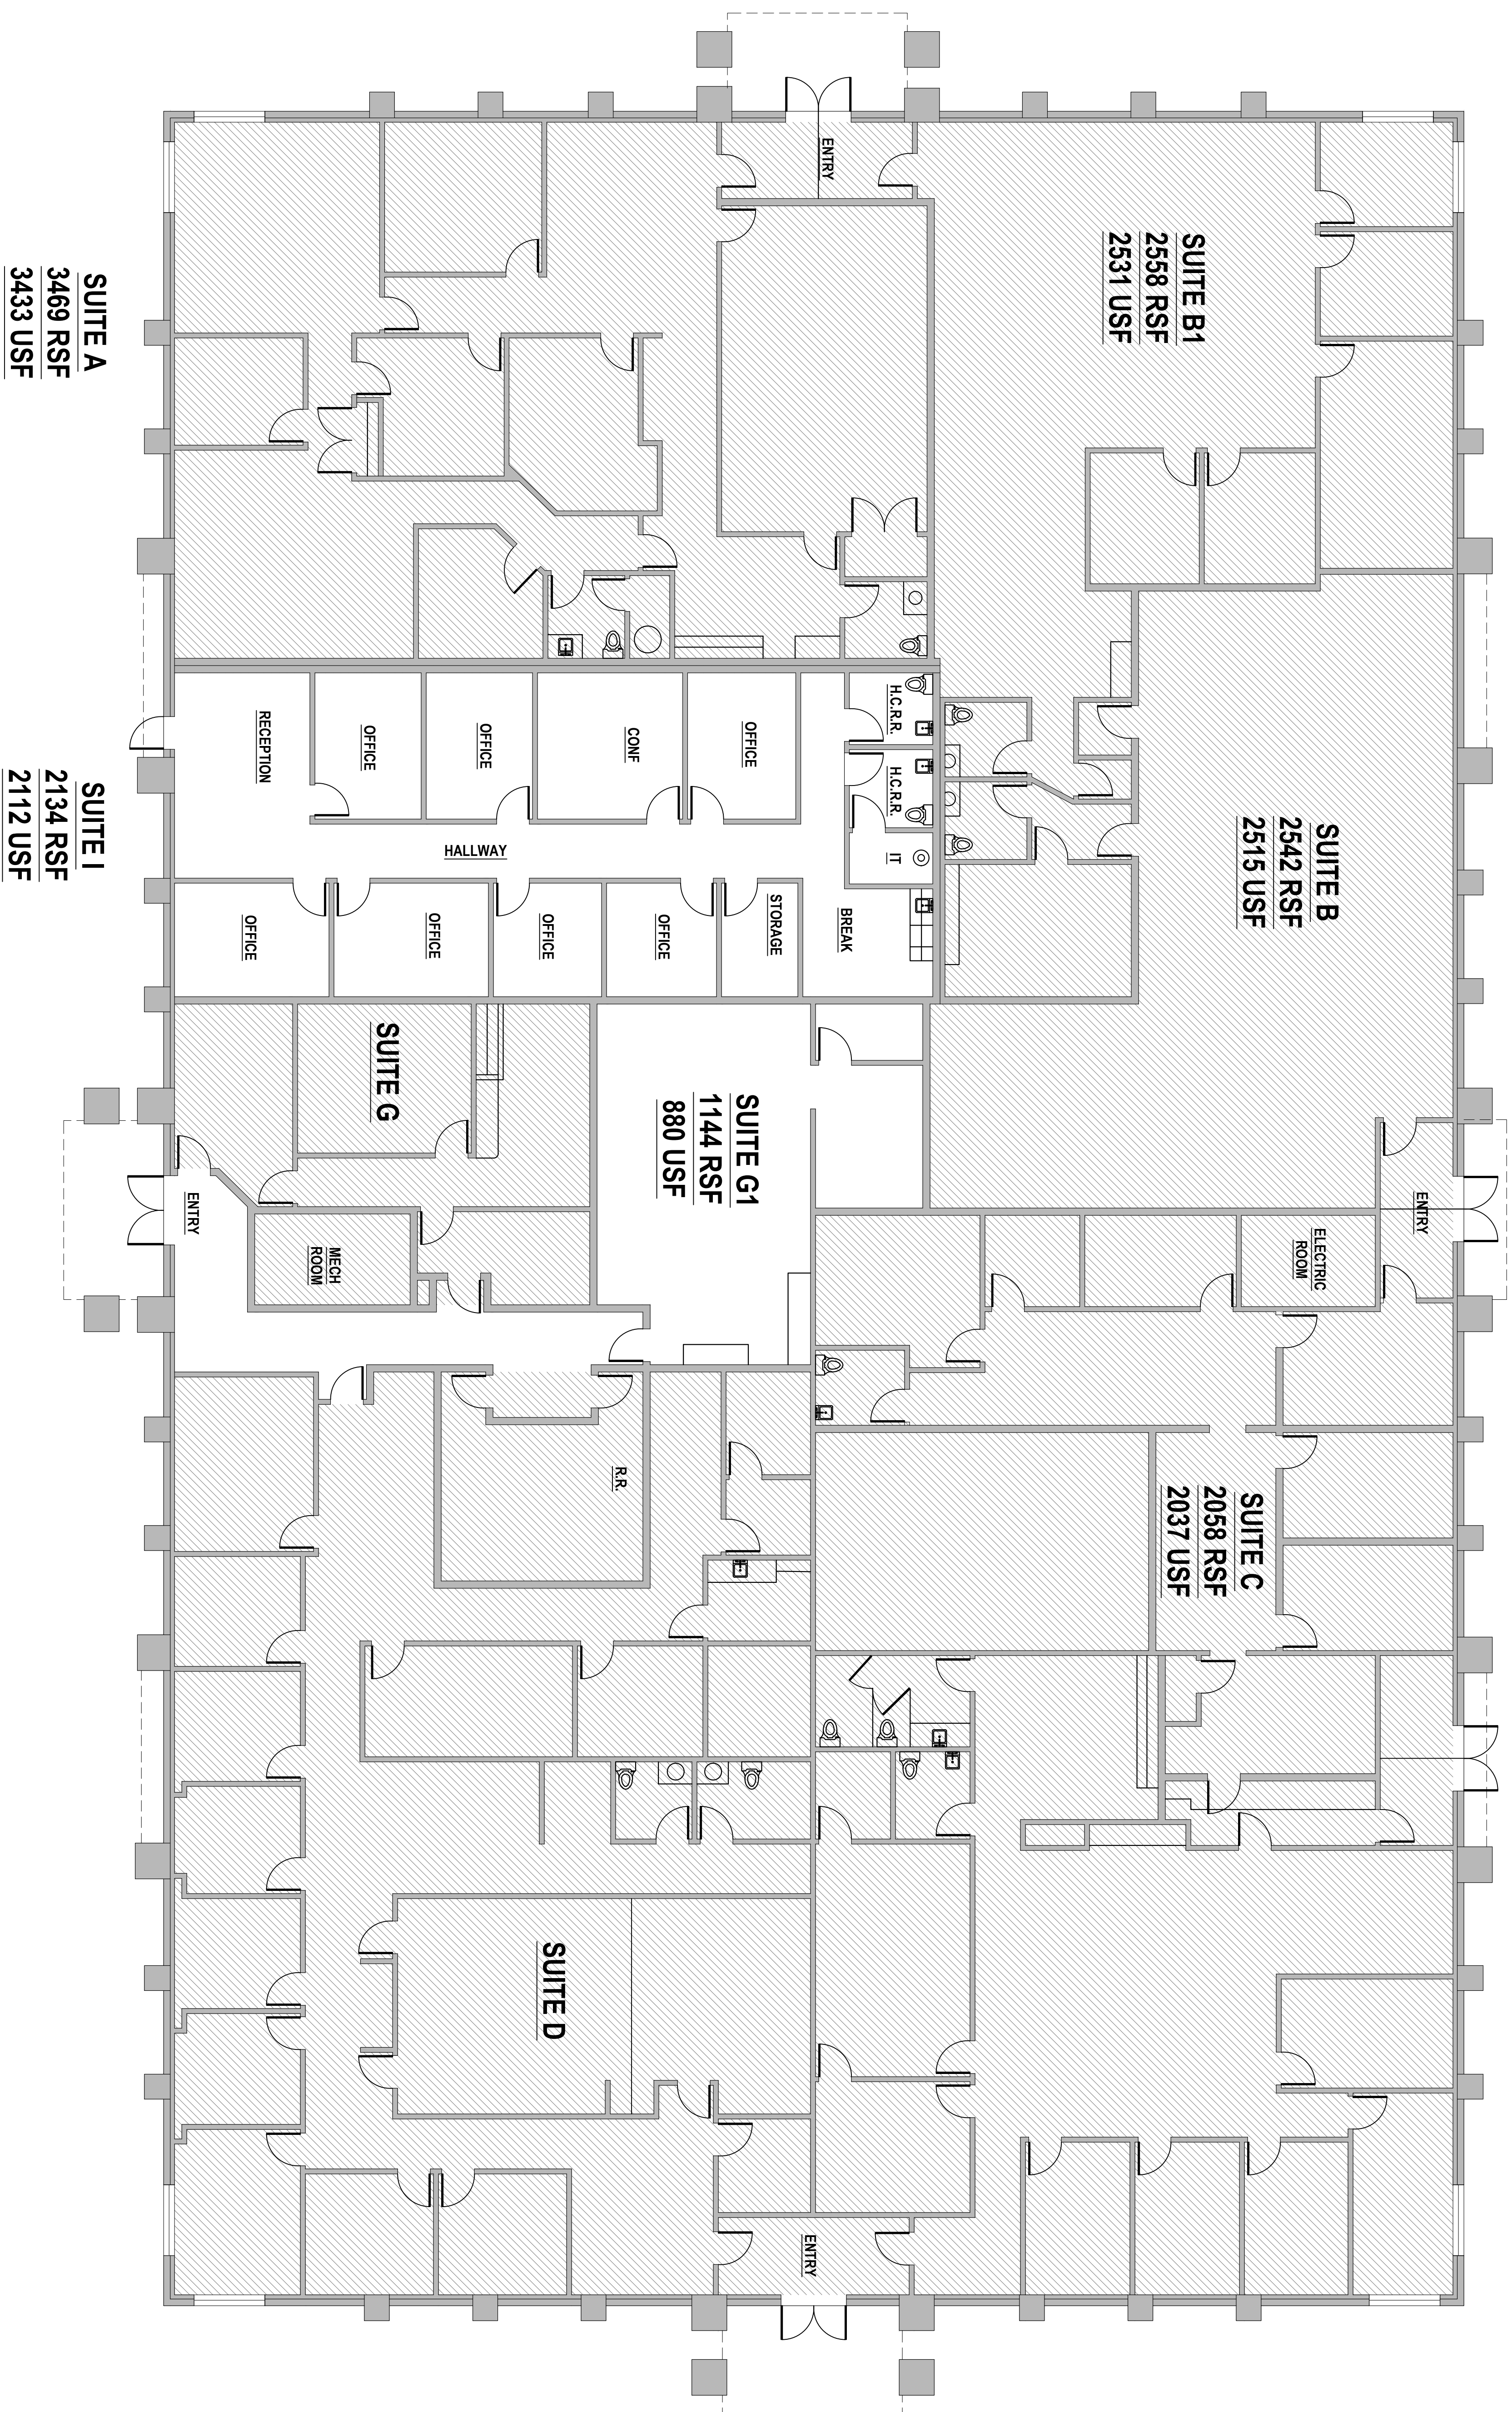 ENTRY
SUITE B1
2558 RSF
2531 USF
SUITE A
3469 RSF
3433 USF
SUITE B
2542 RSF
2515 USF
H.C.R.R.
H.C.R.R.
IT
BREAK
OFFICE
CONF
OFFICE
OFFICE
RECEPTION
HALLWAY
STORAGE
OFFICE
OFFICE
OFFICE
OFFICE
SUITE I
2134 RSF
2112 USF
SUITE G
SUITE G1
1144 RSF
880 USF
ENTRY
ELECTRIC
ROOM
ENTRY
MECH
ROOM
R.R.
SUITE C
2058 RSF
2037 USF
SUITE D
ENTRY